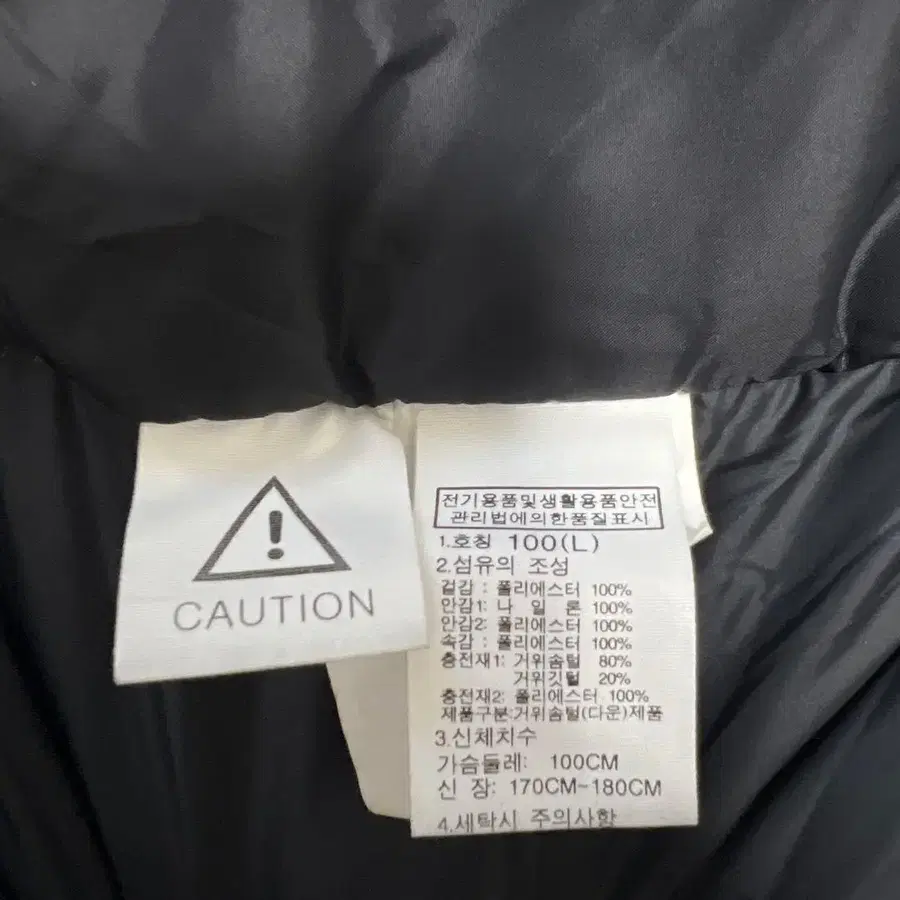 CAUTION
전기용품및생활용품안전
관리법에의한품질표시
1.호칭 100(L)
2.섬유의 조성
겉감 : 폴리에스터 100%
안감1: 나 일 론 100%
안감2: 폴리에스터 100%
속감 : 폴리에스터 100%
충전재1: 거위솜털 80%
거위깃털 20%
충전재2: 폴리에스터 100%
제품구분:거위솜털(다운)제품
3.신체치수
가슴둘레: 100CM
신 장: 170CM~180CM
4.세탁시 주의사항